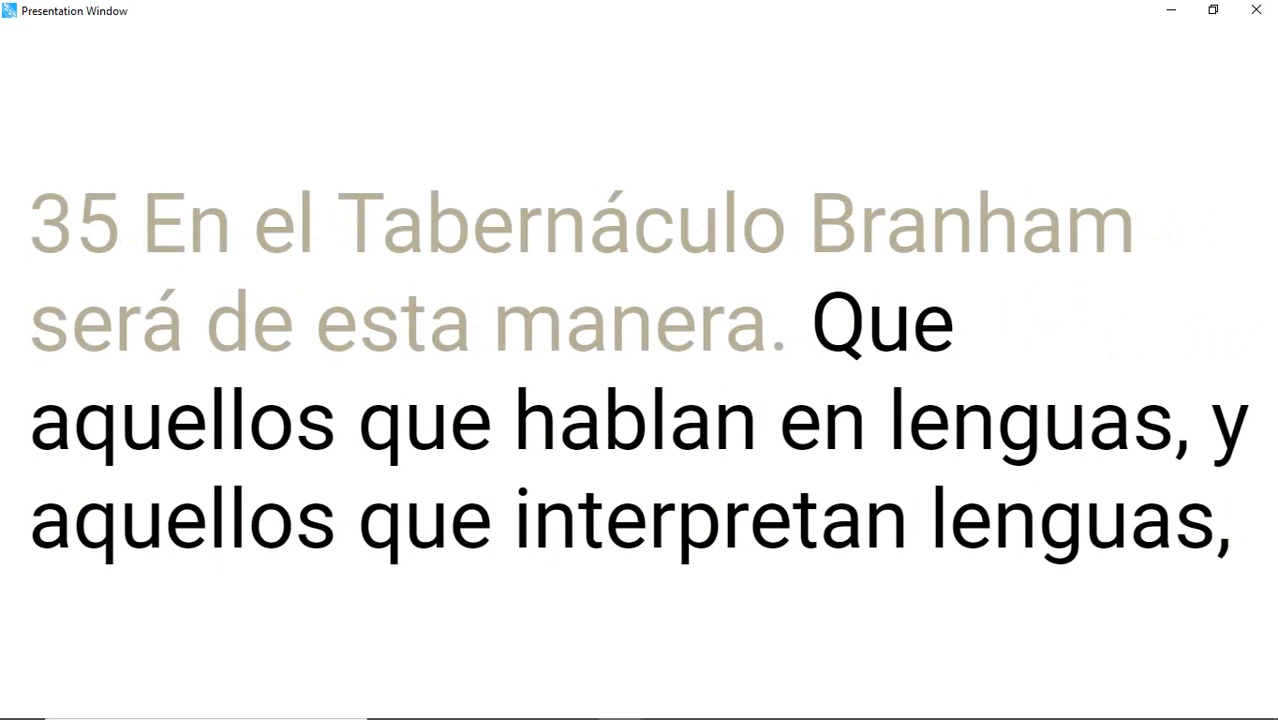 Presentation Window
35 En el Tabernáculo Branham
será de esta manera. Que
aquellos que hablan en lenguas, y
aquellos que interpretan lenguas,